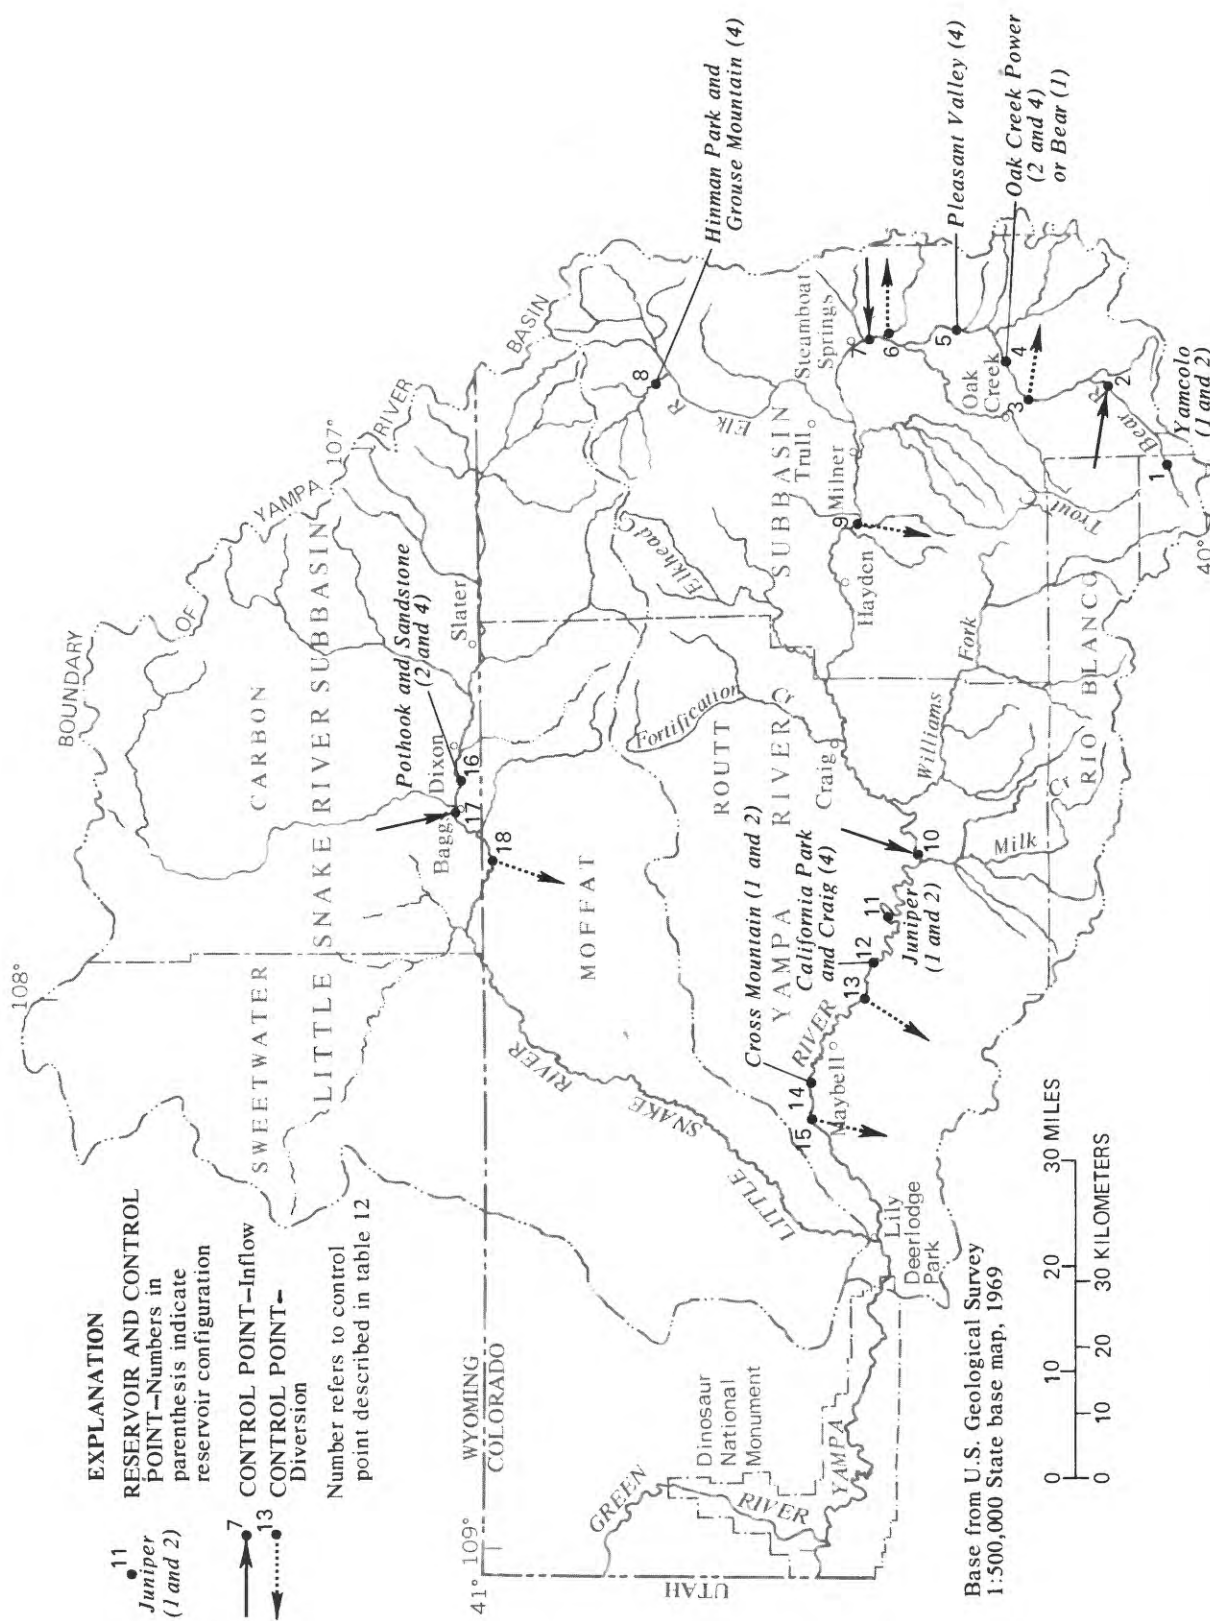 EXPLANATION
11
Juniper
(1 and 2)
RESERVOIR AND CONTROL
POINT—Numbers in
parenthesis indicate
reservoir configuration
7
CONTROL POINT—Inflow
13
CONTROL POINT—
Diversion
Number refers to control
point described in table 12
BOUNDARY
OF
YAMPA
RIVER
BASIN
108°
107°
109°
41°
40°
WYOMING
COLORADO
UTAH
SWEETWATER
CARBON
LITTLE SNAKE RIVER SUBBASIN
Pothook and Sandstone
(2 and 4)
Baggs
Dixon
Slater
17
16
18
MOFFAT
ROUTT
YAMPA RIVER SUBBASIN
LITTLE
SNAKE
RIVER
Fortification
Cr
Elkhead Cr
8
Hinman Park and
Grouse Mountain (4)
Elk
R
Steamboat
Springs
7
6
5
Pleasant Valley (4)
Oak Creek Power
(2 and 4)
or Bear (1)
4
Oak
Creek
3
2
Bear
R
1
Yamcolo
(1 and 2)
Trull
Milner
9
Hayden
Trout
Cr
Williams
Fork
RIO BLANCO
Craig
Milk
Cr
10
11
Juniper
(1 and 2)
California Park
and Craig (4)
12
13
Cross Mountain (1 and 2)
RIVER
14
Maybell
15
Lily
Deerlodge
Park
Dinosaur
National
Monument
GREEN
RIVER
YAMPA
Base from U.S. Geological Survey
1:500,000 State base map, 1969
0 10 20 30 MILES
0 10 20 30 KILOMETERS